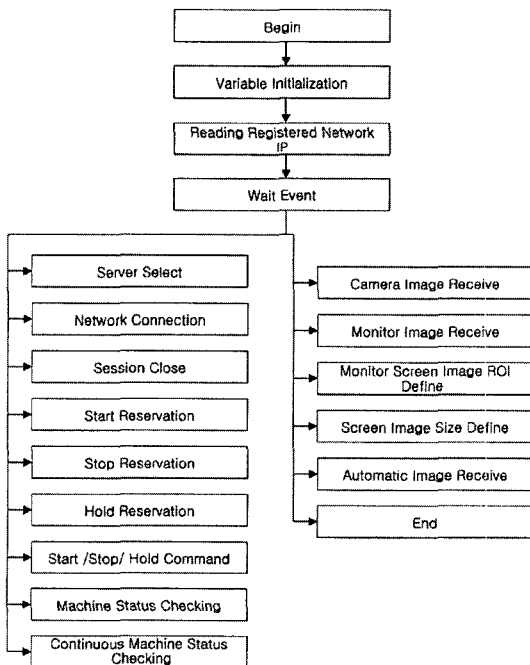 Begin
Variable Initialization
Reading Registered Network
IP
Wait Event
Server Select
Network Connection
Session Close
Start Reservation
Stop Reservation
Hold Reservation
Start /Stop/ Hold Command
Machine Status Checking
Continuous Machine Status
Checking
Camera Image Receive
Monitor Image Receive
Monitor Screen Image ROI
Define
Screen Image Size Define
Automatic Image Receive
End